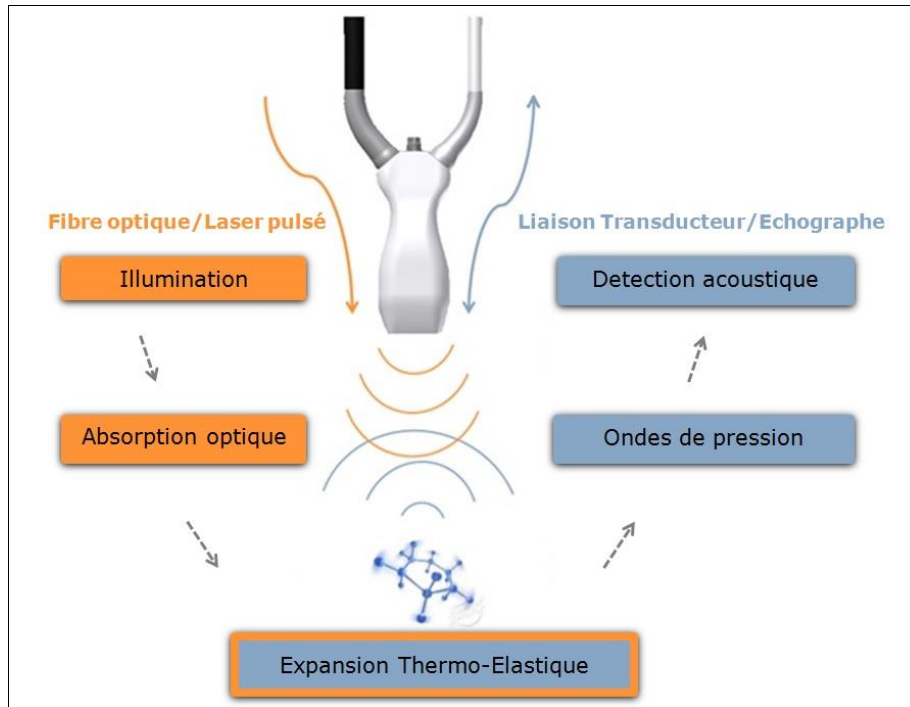 Fibre optique/Laser pulsé
Liaison Transducteur/Echographe
Illumination
Detection acoustique
Absorption optique
Ondes de pression
Expansion Thermo-Elastique